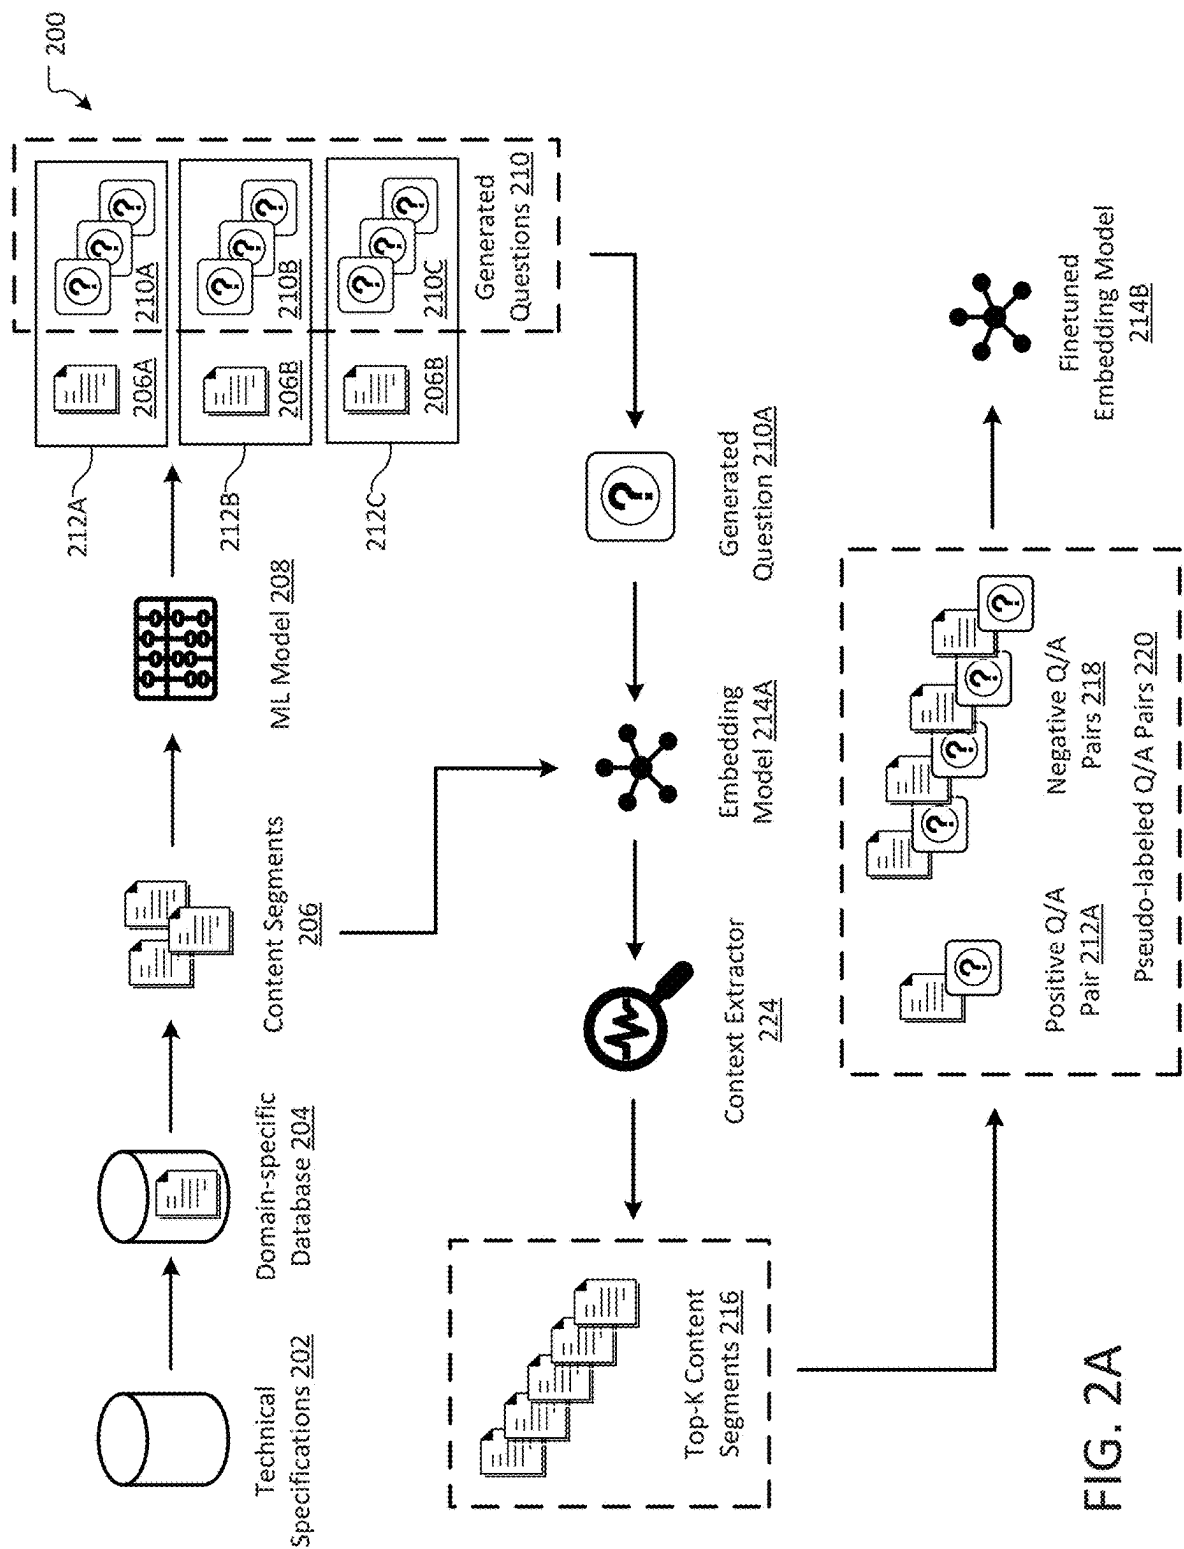 200
Technical
Specifications 202
Domain-specific
Database 204
Content Segments
206
ML Model 208
212A
206A
210A
212B
206B
210B
212C
206B
210C
Generated
Questions 210
Top-K Content
Segments 216
Context Extractor
224
Embedding
Model 214A
Generated
Question 210A
Positive Q/A
Pair 212A
Negative Q/A
Pairs 218
Pseudo-labeled Q/A Pairs 220
Finetuned
Embedding Model
214B
FIG. 2A